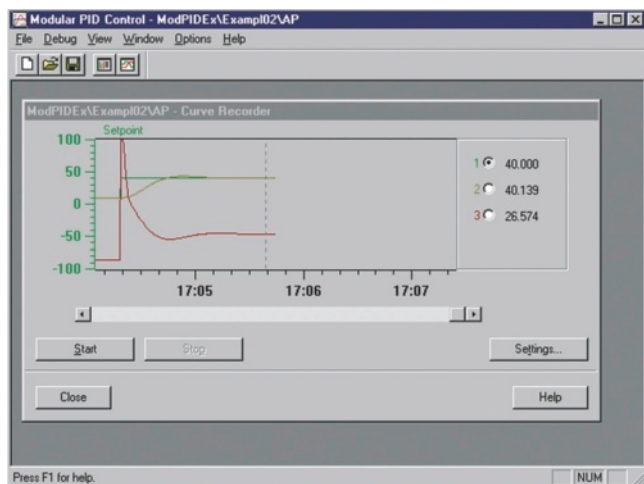 Modular PID Control - ModPIDEx\Exampl02\AP
File Debug View Window Options Help
ModPIDEx\Exampl02\AP - Curve Recorder
Setpoint
100
50
0
-50
-100
17:05 17:06 17:07
1 40.000
2 40.139
3 26.574
Start Stop Settings...
Close Help
Press F1 for help. NUM